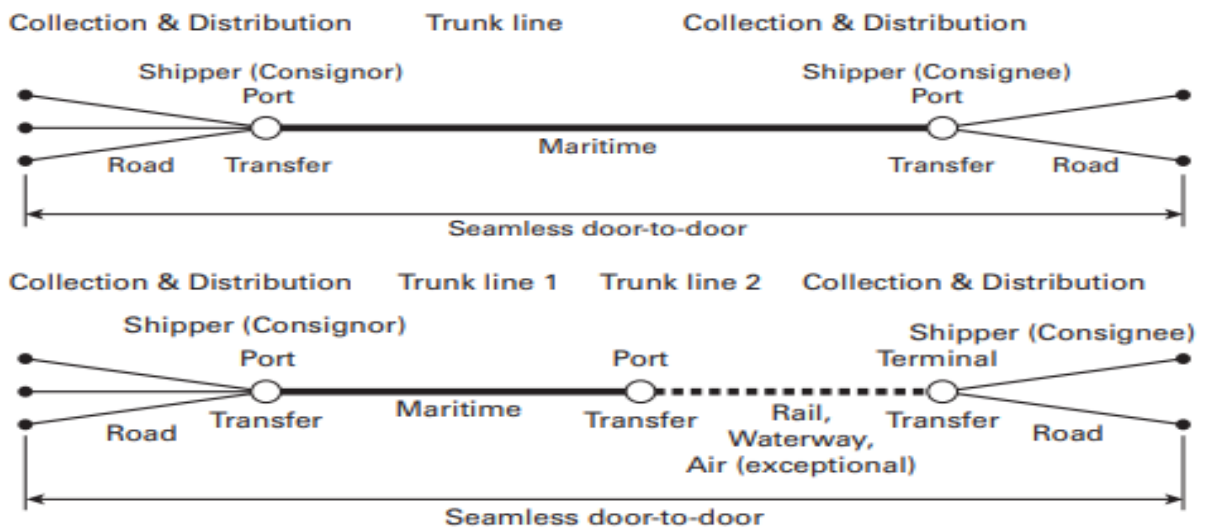 Collection & Distribution Trunk line Collection & Distribution
Shipper (Consignor) Shipper (Consignee)
Port Port
Maritime
Road Transfer Transfer Road
Seamless door-to-door
Collection & Distribution Trunk line 1 Trunk line 2 Collection & Distribution
Shipper (Consignor) Shipper (Consignee)
Port Port Terminal
Maritime
Road Transfer Transfer Rail, Transfer Road
Waterway,
Air (exceptional)
Seamless door-to-door